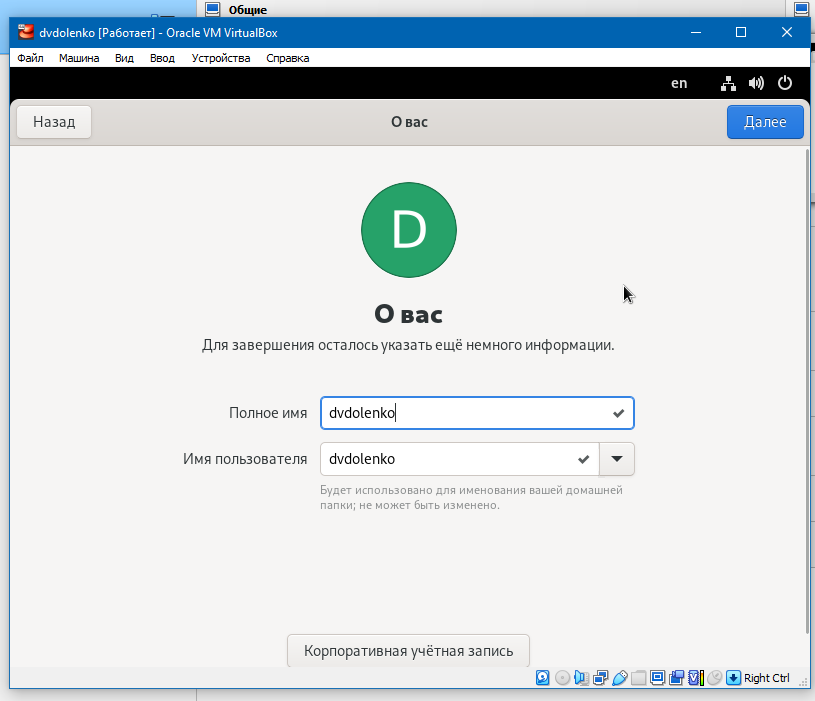 Общие
dvdolenko [Работает] - Oracle VM VirtualBox
Файл Машина Вид Ввод Устройства Справка
en
Назад О вас Далее
D
О вас
Для завершения осталось указать ещё немного информации.
Полное имя dvdolenko
Имя пользователя dvdolenko
Будет использовано для именования вашей домашней
папки; не может быть изменено.
Корпоративная учётная запись
Right Ctrl